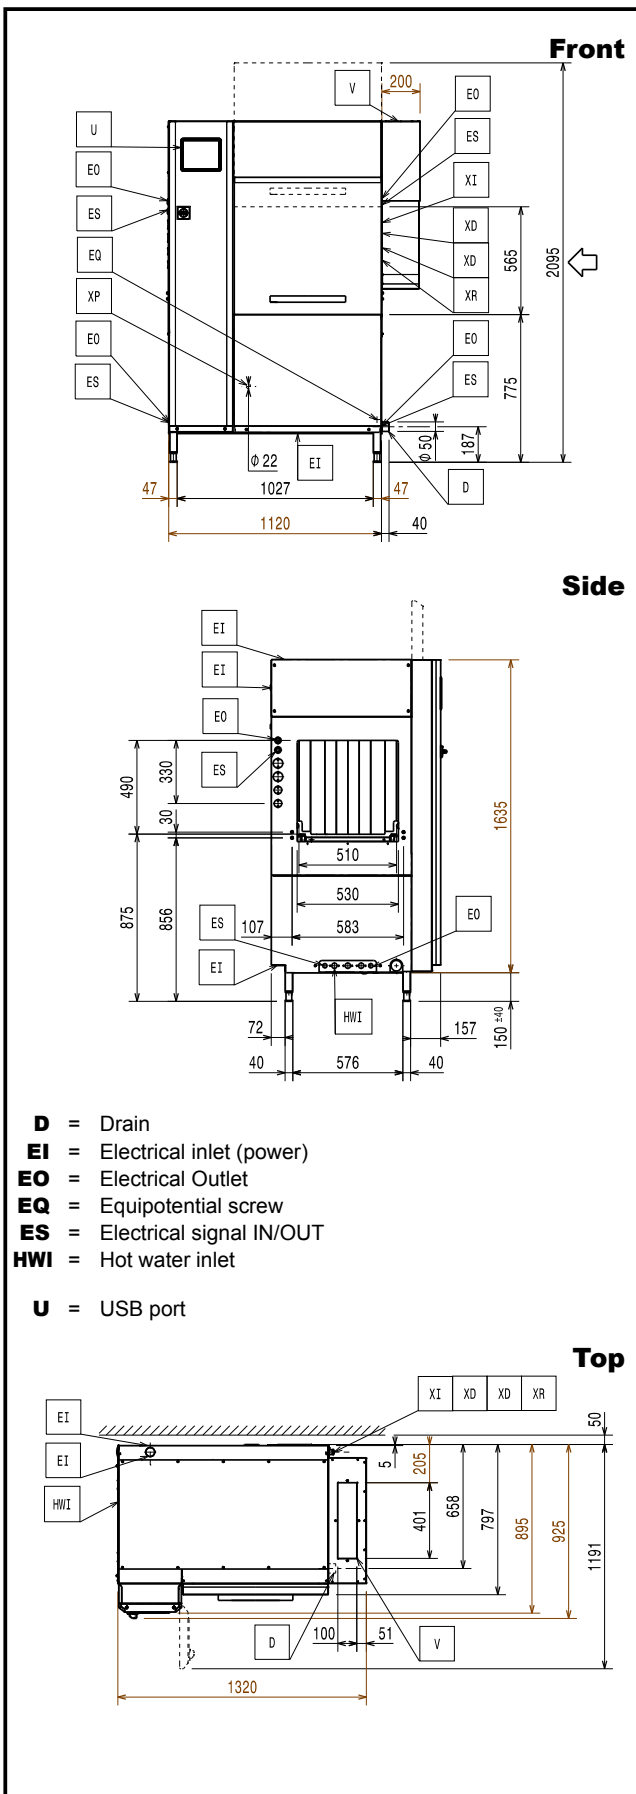 Front
V
200
EO
U
ES
EO
XI
ES
XD
EQ
XD
565
2095
XP
XR
EO
EO
ES
ES
775
Φ 22
EI
Φ 50
187
D
47
1027
47
1120
40
Side
EI
EI
EO
ES
490
330
30
1635
510
875
856
530
ES
107
583
EO
EI
HWI
72
157
150 ±40
40
576
40
D = Drain
EI = Electrical inlet (power)
EO = Electrical Outlet
EQ = Equipotential screw
ES = Electrical signal IN/OUT
HWI = Hot water inlet
U = USB port
Top
XI XD XD XR
EI
50
EI
5
205
HWI
401
658
797
895
925
1191
D
100
51
V
1320